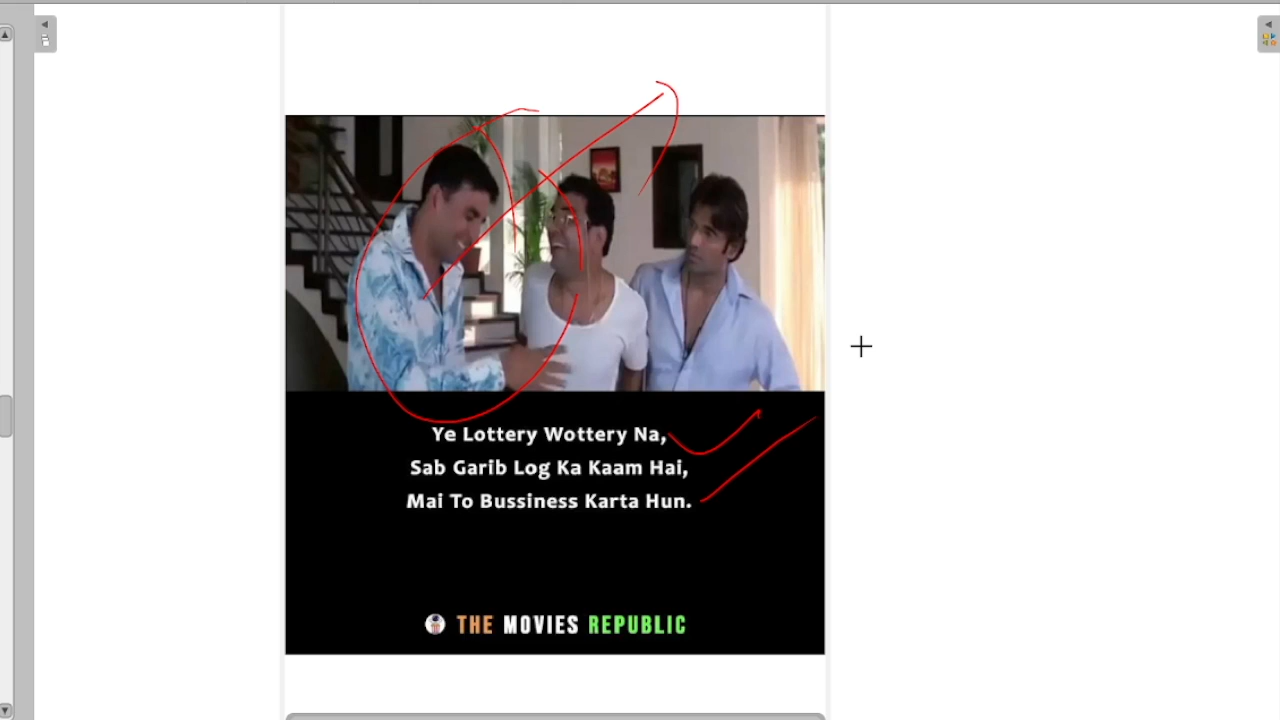 Ye Lottery Wottery Na,
Sab Garib Log Ka Kaam Hai,
Mai To Bussiness Karta Hun.
THE MOVIES REPUBLIC